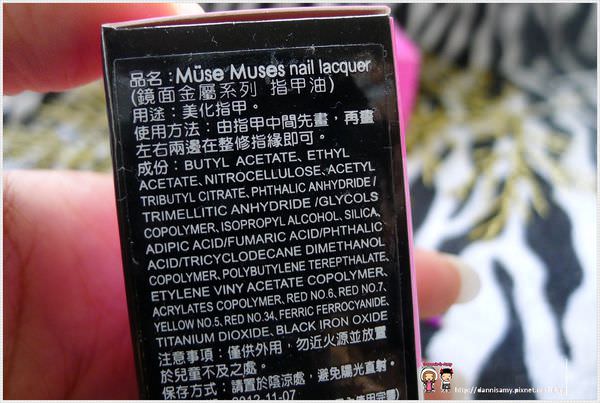 品名：Müse Muses nail lacquer
(鏡面金屬系列 指甲油)
用途：美化指甲。
使用方法：由指甲中間先畫，再畫
左右兩邊在整修指緣即可。
成份：BUTYL ACETATE、ETHYL
ACETATE、NITROCELLULOSE、ACETYL
TRIBUTYL CITRATE、PHTHALIC ANHYDRIDE/
TRIMELLITIC ANHYDRIDE /GLYCOLS
COPOLYMER、ISOPROPYL ALCOHOL、SILICA、
ADIPIC ACID/FUMARIC ACID/PHTHALIC
ACID/TRICYCLODECANE DIMETHANOL
COPOLYMER、POLYBUTYLENE TEREPTHALATE、
ETYLENE VINY ACETATE COPOLYMER、
ACRYLATES COPOLYMER、RED NO.6、RED NO.7、
YELLOW NO.5、RED NO.34、FERRIC FERROCYANIDE、
TITANIUM DIOXIDE、BLACK IRON OXIDE
注意事項：僅供外用，勿近火源並放置
於兒童不及之處。
保存方式：請置於陰涼處，避免陽光直射。
2012-11-07